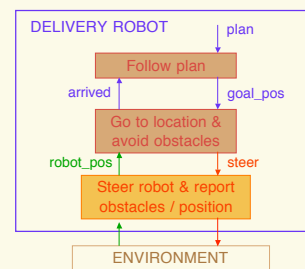 DELIVERY ROBOT
plan
Follow plan
arrived
goal_pos
Go to location &
avoid obstacles
robot_pos
steer
Steer robot & report
obstacles / position
ENVIRONMENT